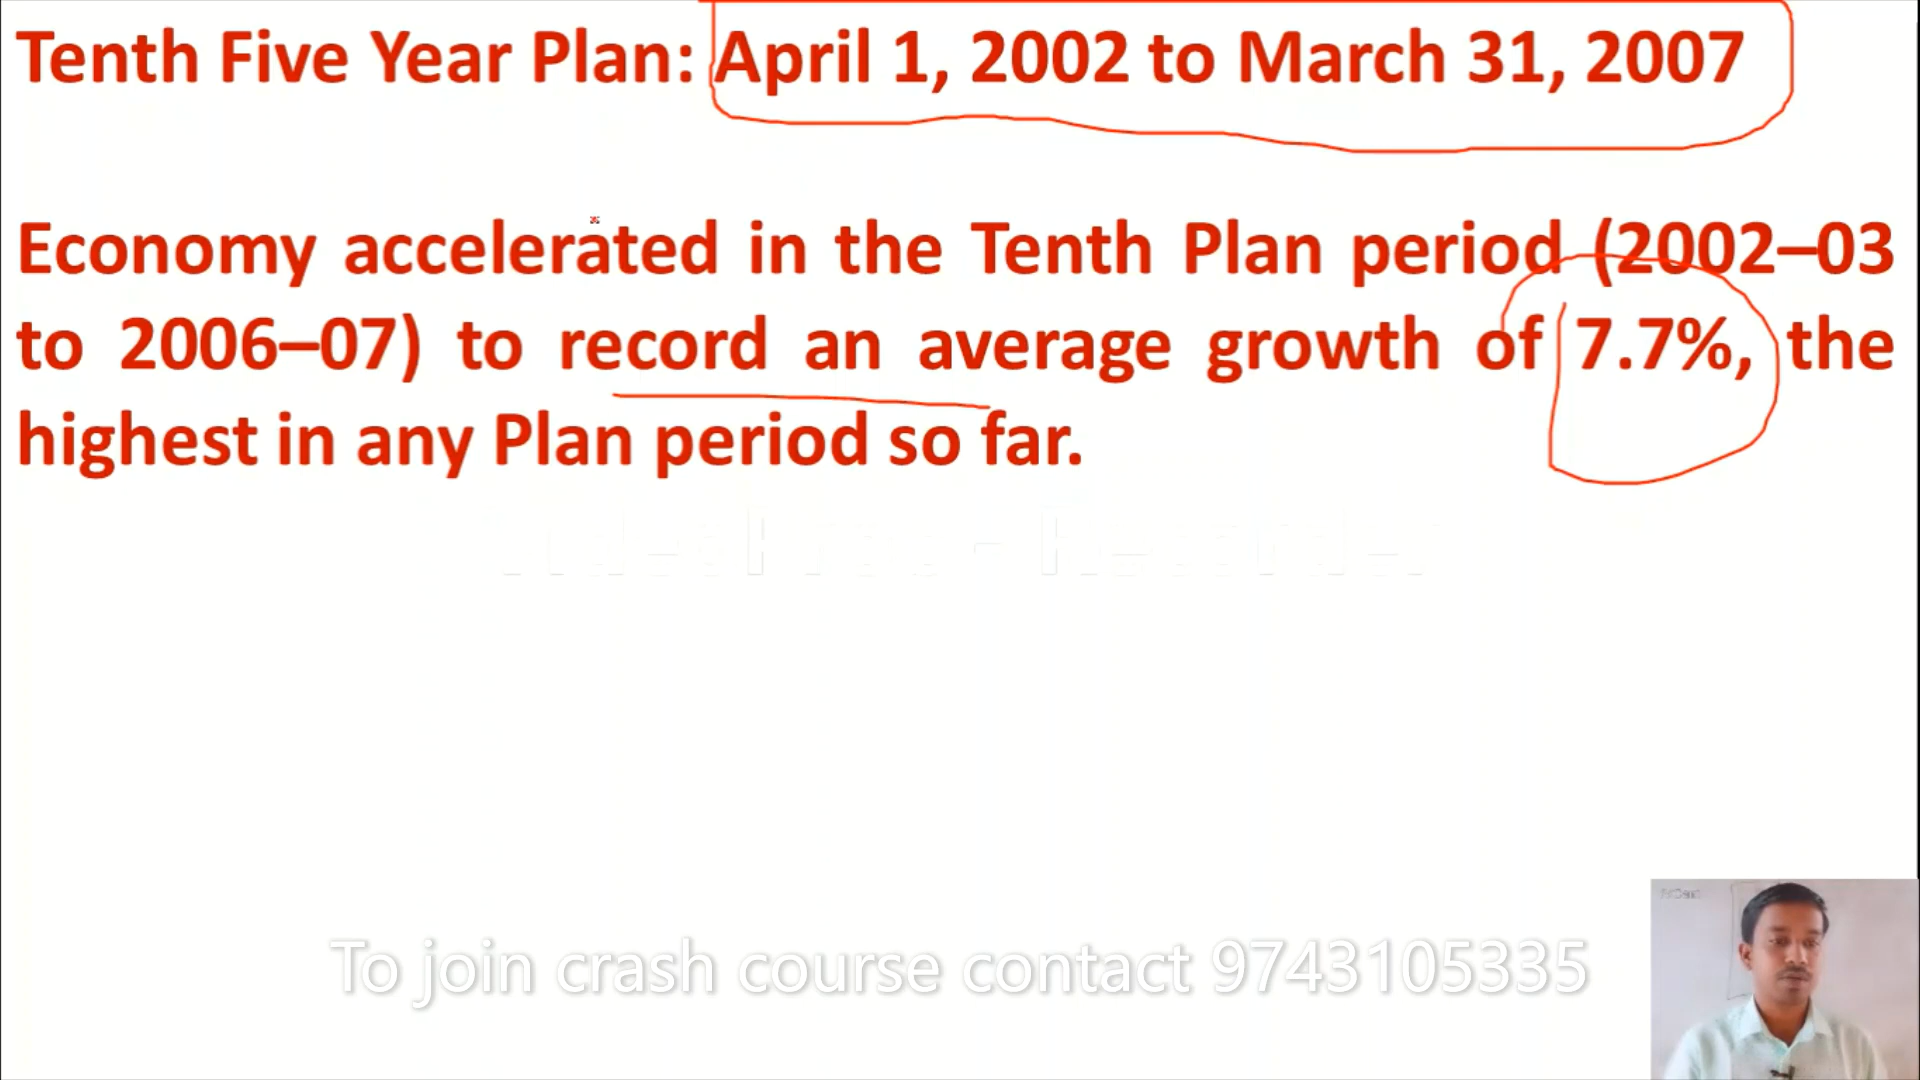 Tenth Five Year Plan: April 1, 2002 to March 31, 2007
Economy accelerated in the Tenth Plan period (2002–03
to 2006–07) to record an average growth of 7.7%, the
highest in any Plan period so far.
To join crash course contact 9743105335